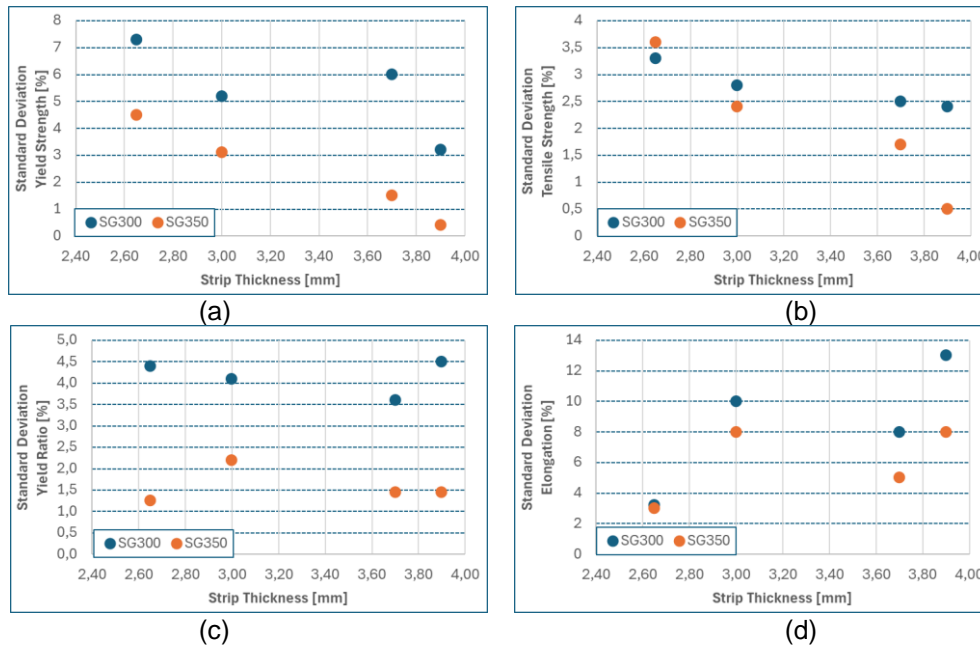 Standard Deviation
Yield Strength [%]
8
7
6
5
4
3
2
1
0
SG300 SG350
2,40 2,60 2,80 3,00 3,20 3,40 3,60 3,80 4,00
Strip Thickness [mm]
(a)
Standard Deviation
Tensile Strength [%]
4
3,5
3
2,5
2
1,5
1
0,5
0
SG300 SG350
2,40 2,60 2,80 3,00 3,20 3,40 3,60 3,80 4,00
Strip Thickness [mm]
(b)
Standard Deviation
Yield Ratio [%]
5,0
4,5
4,0
3,5
3,0
2,5
2,0
1,5
1,0
0,5
0,0
SG300 SG350
2,40 2,60 2,80 3,00 3,20 3,40 3,60 3,80 4,00
Strip Thickness [mm]
(c)
Standard Deviation
Elongation [%]
14
12
10
8
6
4
2
0
SG300 SG350
2,40 2,60 2,80 3,00 3,20 3,40 3,60 3,80 4,00
Strip Thickness [mm]
(d)